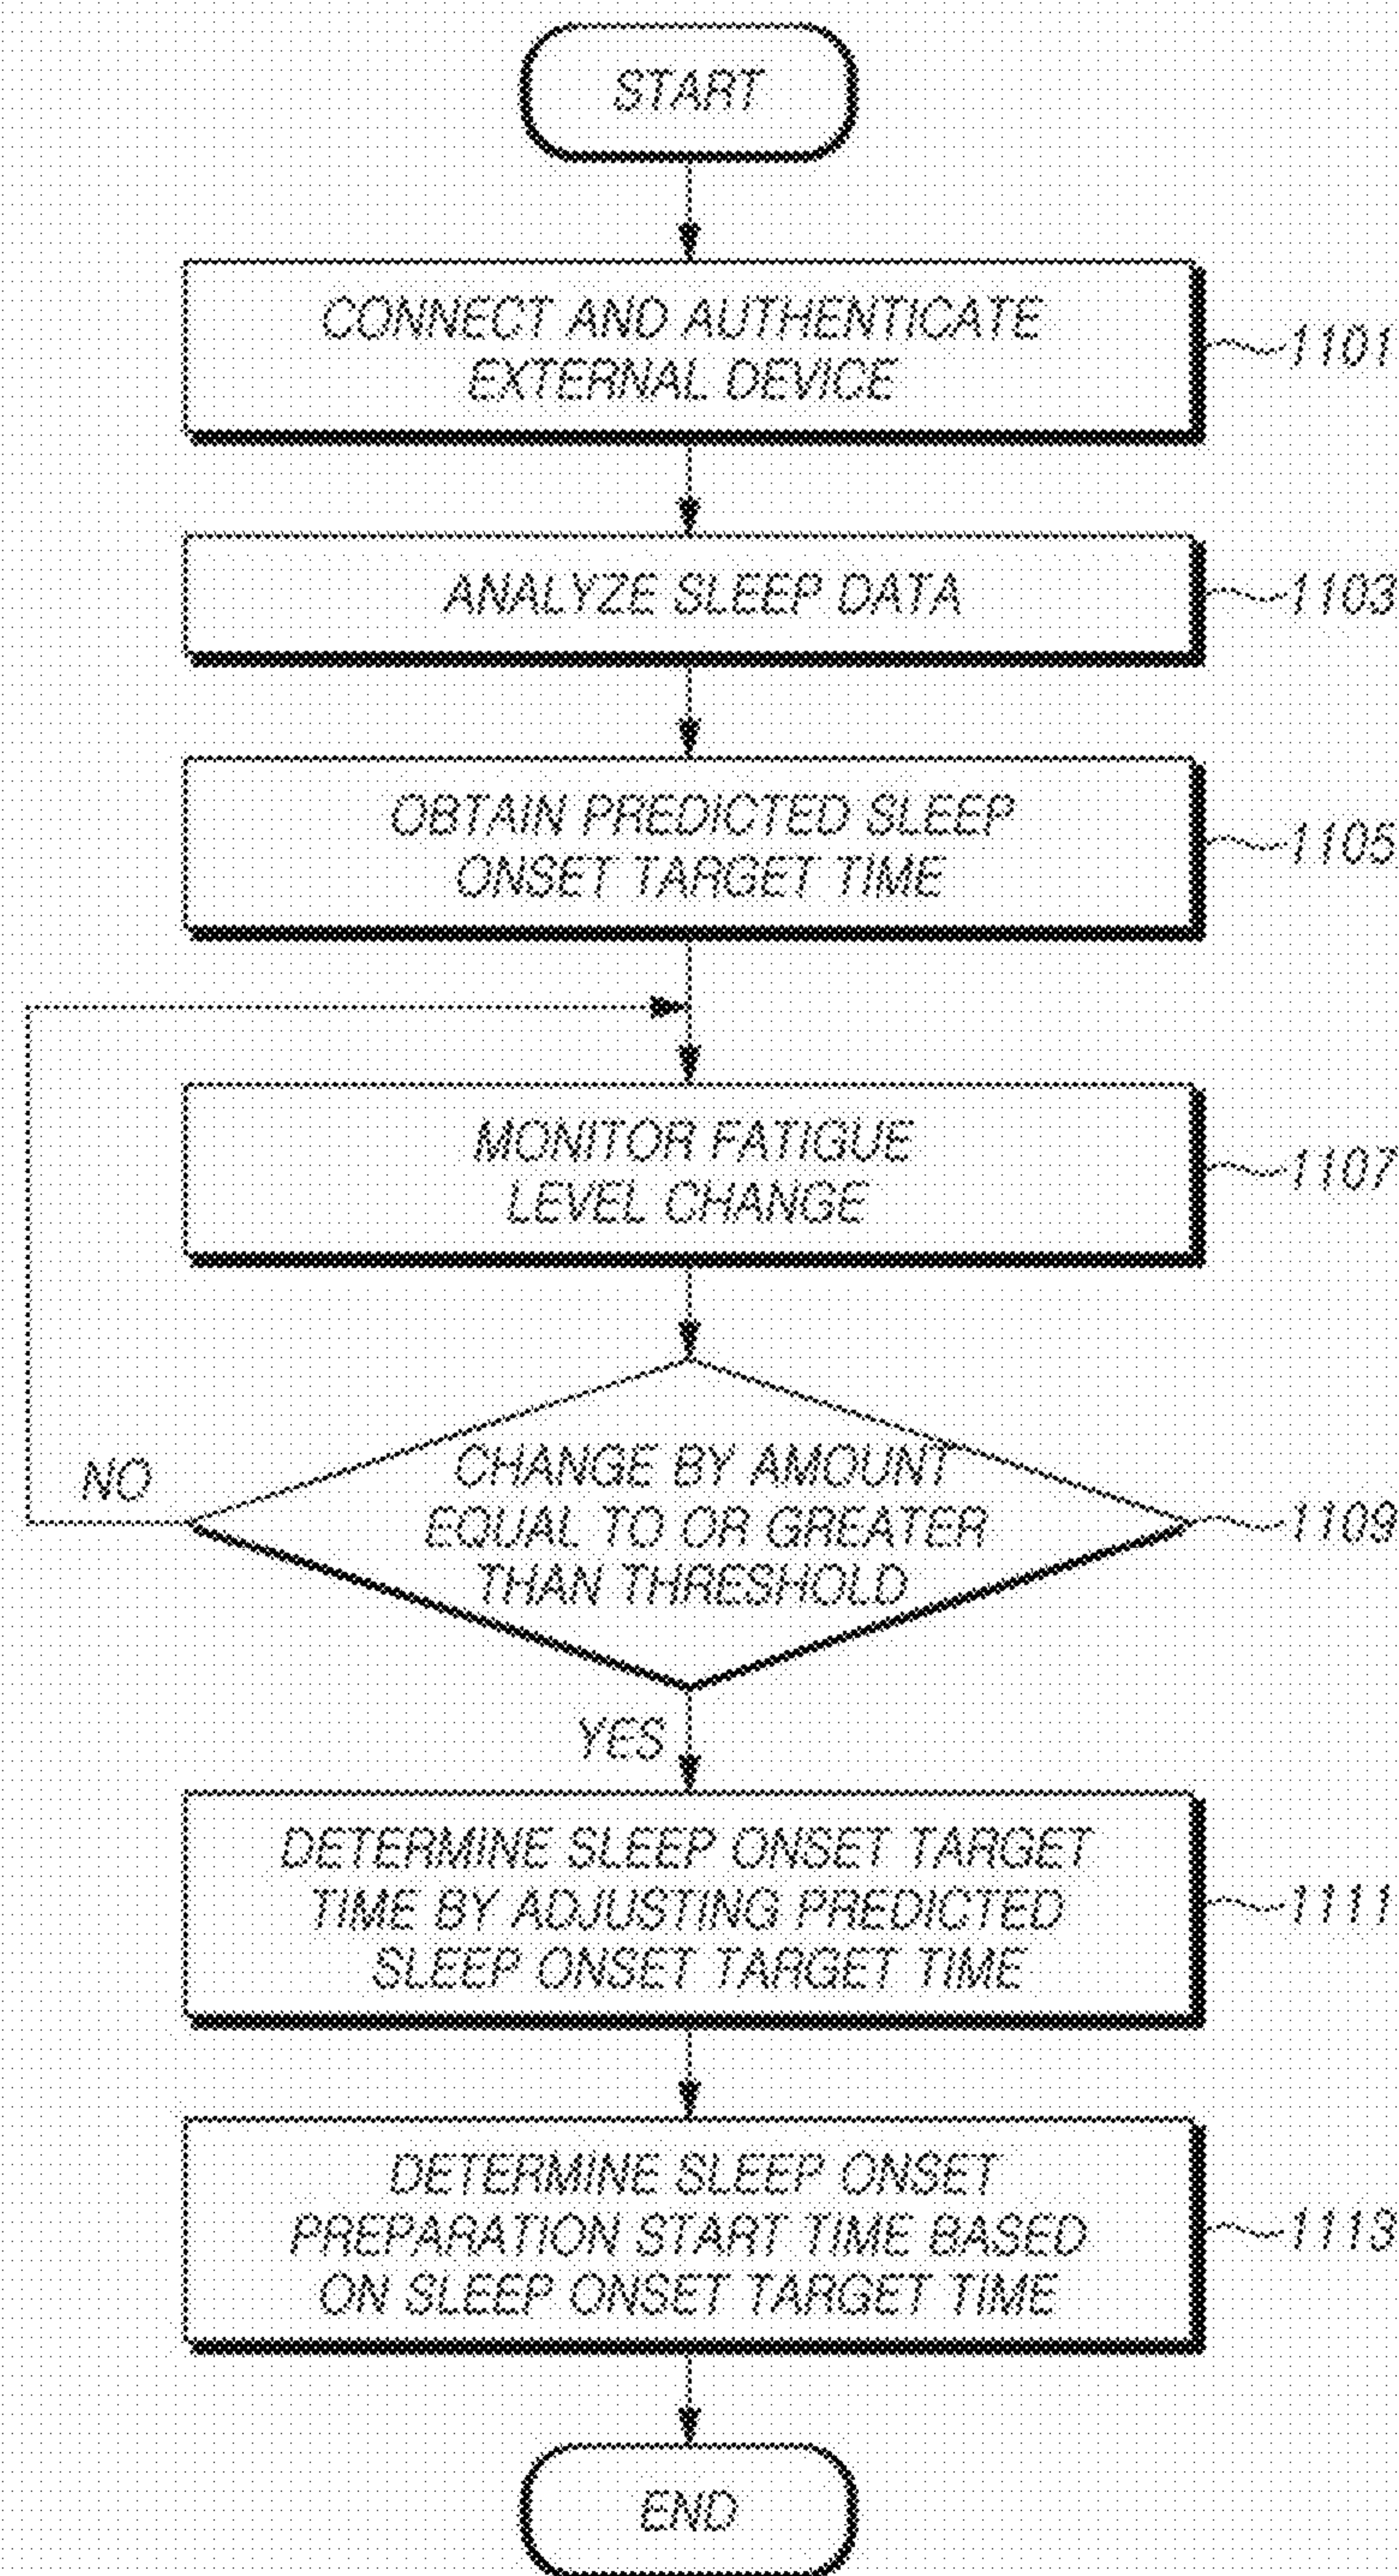 START
CONNECT AND AUTHENTICATE
EXTERNAL DEVICE
1101
ANALYZE SLEEP DATA
1103
OBTAIN PREDICTED SLEEP
ONSET TARGET TIME
1105
MONITOR FATIGUE
LEVEL CHANGE
1107
CHANGE BY AMOUNT
EQUAL TO OR GREATER
THAN THRESHOLD
1109
NO
YES
DETERMINE SLEEP ONSET TARGET
TIME BY ADJUSTING PREDICTED
SLEEP ONSET TARGET TIME
1111
DETERMINE SLEEP ONSET
PREPARATION START TIME BASED
ON SLEEP ONSET TARGET TIME
1113
END